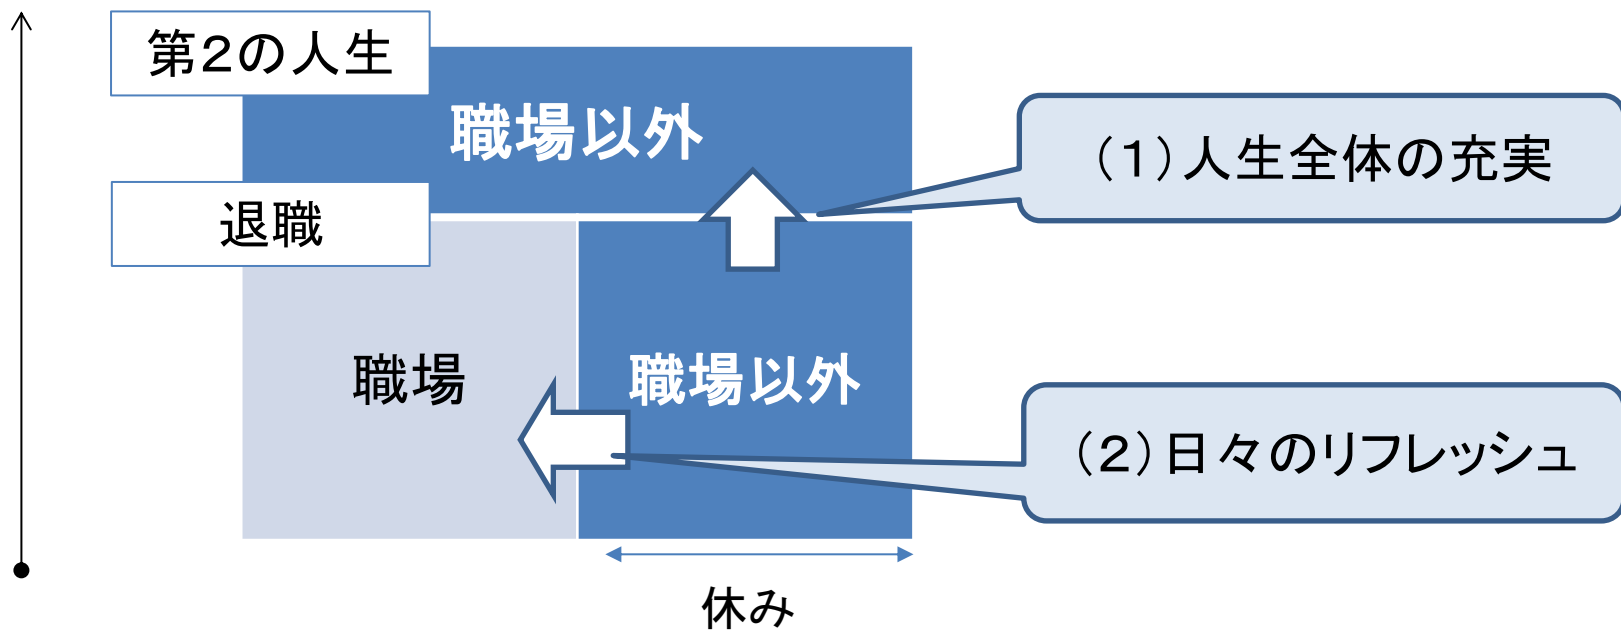 第2の人生
職場以外
（1）人生全体の充実
退職
職場
職場以外
（2）日々のリフレッシュ
休み